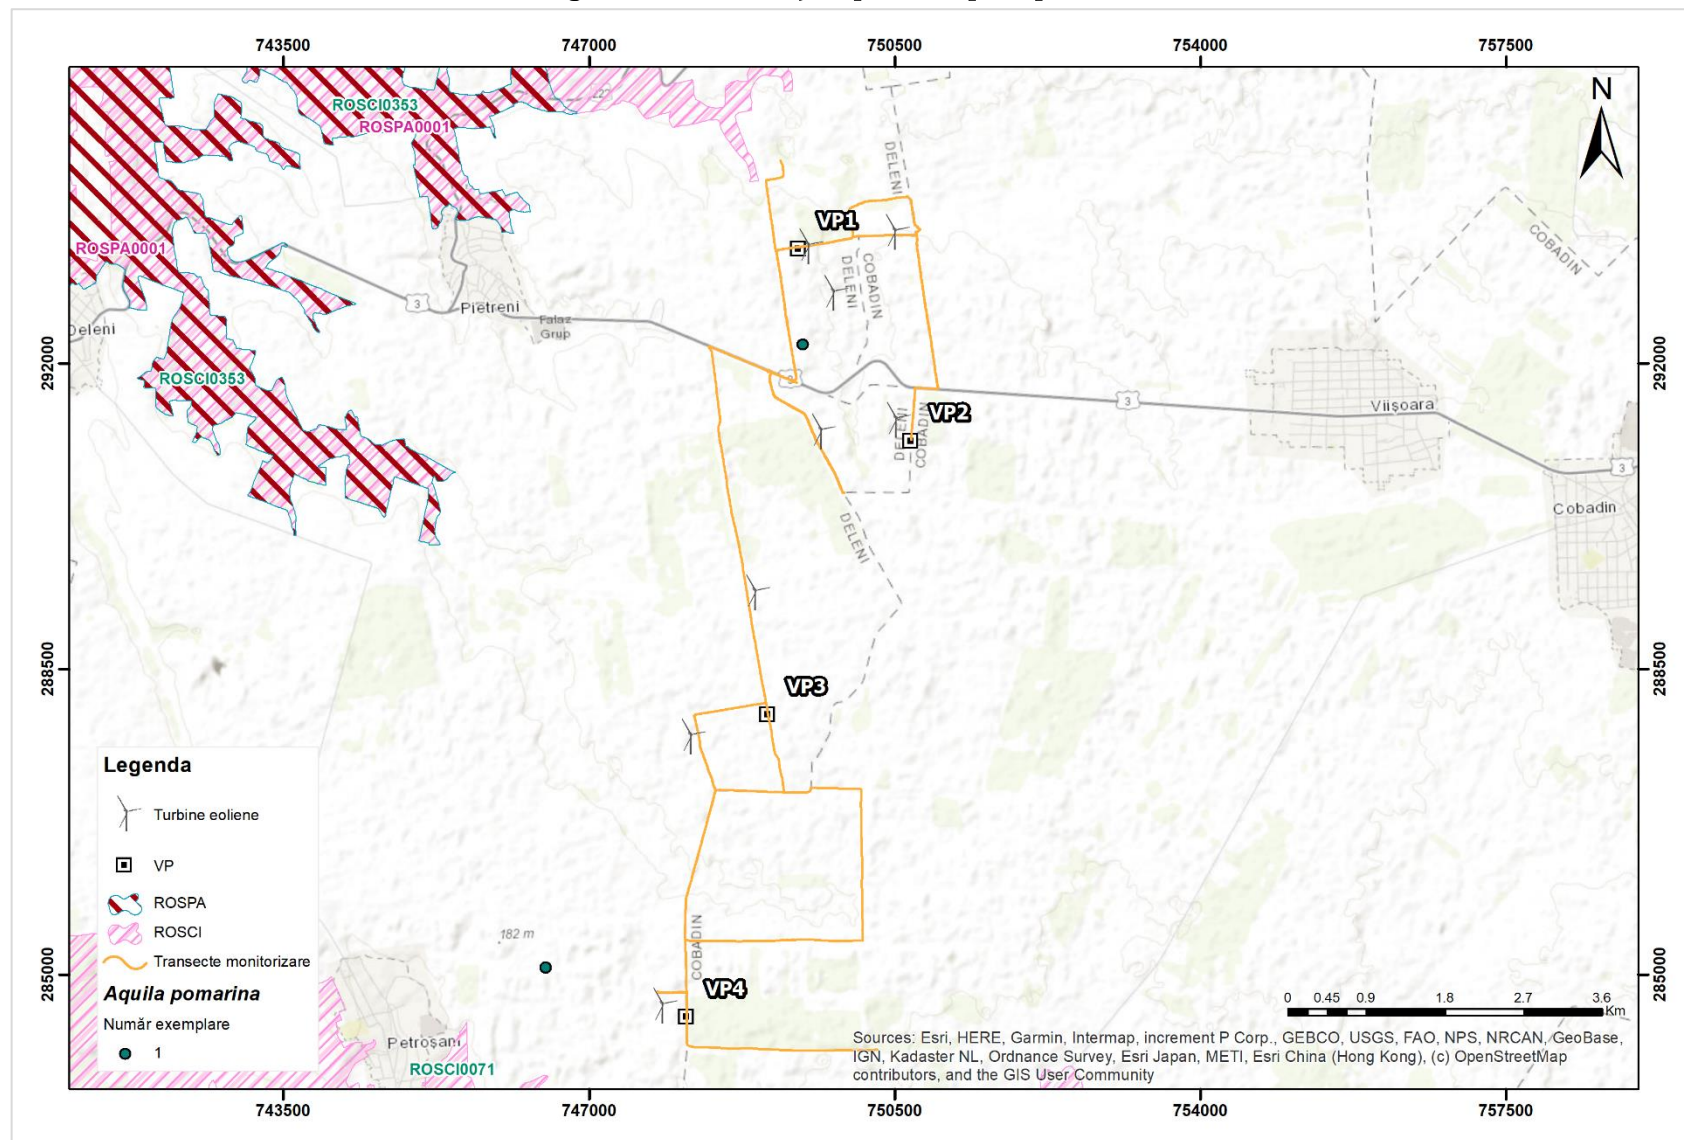 743500
747000
750500
754000
757500
N
227
ROSCI0353
ROSPA0001
DELENI
VP1
COBADIN
ROSPA0001
DELENI
COBADIN
3
Pietreni
Deleni
Falaz
Grup
292000
292000
ROSCI0353
3
3
Viișoara
VP2
DELENI
COBADIN
3
Cobadin
DELENI
288500
288500
VP3
Legenda
Turbine eoliene
VP
ROSPA
ROSCI
Transecte monitorizare
Aquila pomarina
Număr exemplare
1
182 m
COBADIN
285000
285000
VP4
0 0.45 0.9 1.8 2.7 3.6
Km
Petroșani
ROSCI0071
Sources: Esri, HERE, Garmin, Intermap, increment P Corp., GEBCO, USGS, FAO, NPS, NRCAN, GeoBase,
IGN, Kadaster NL, Ordnance Survey, Esri Japan, METI, Esri China (Hong Kong), (c) OpenStreetMap
contributors, and the GIS User Community
743500
747000
750500
754000
757500